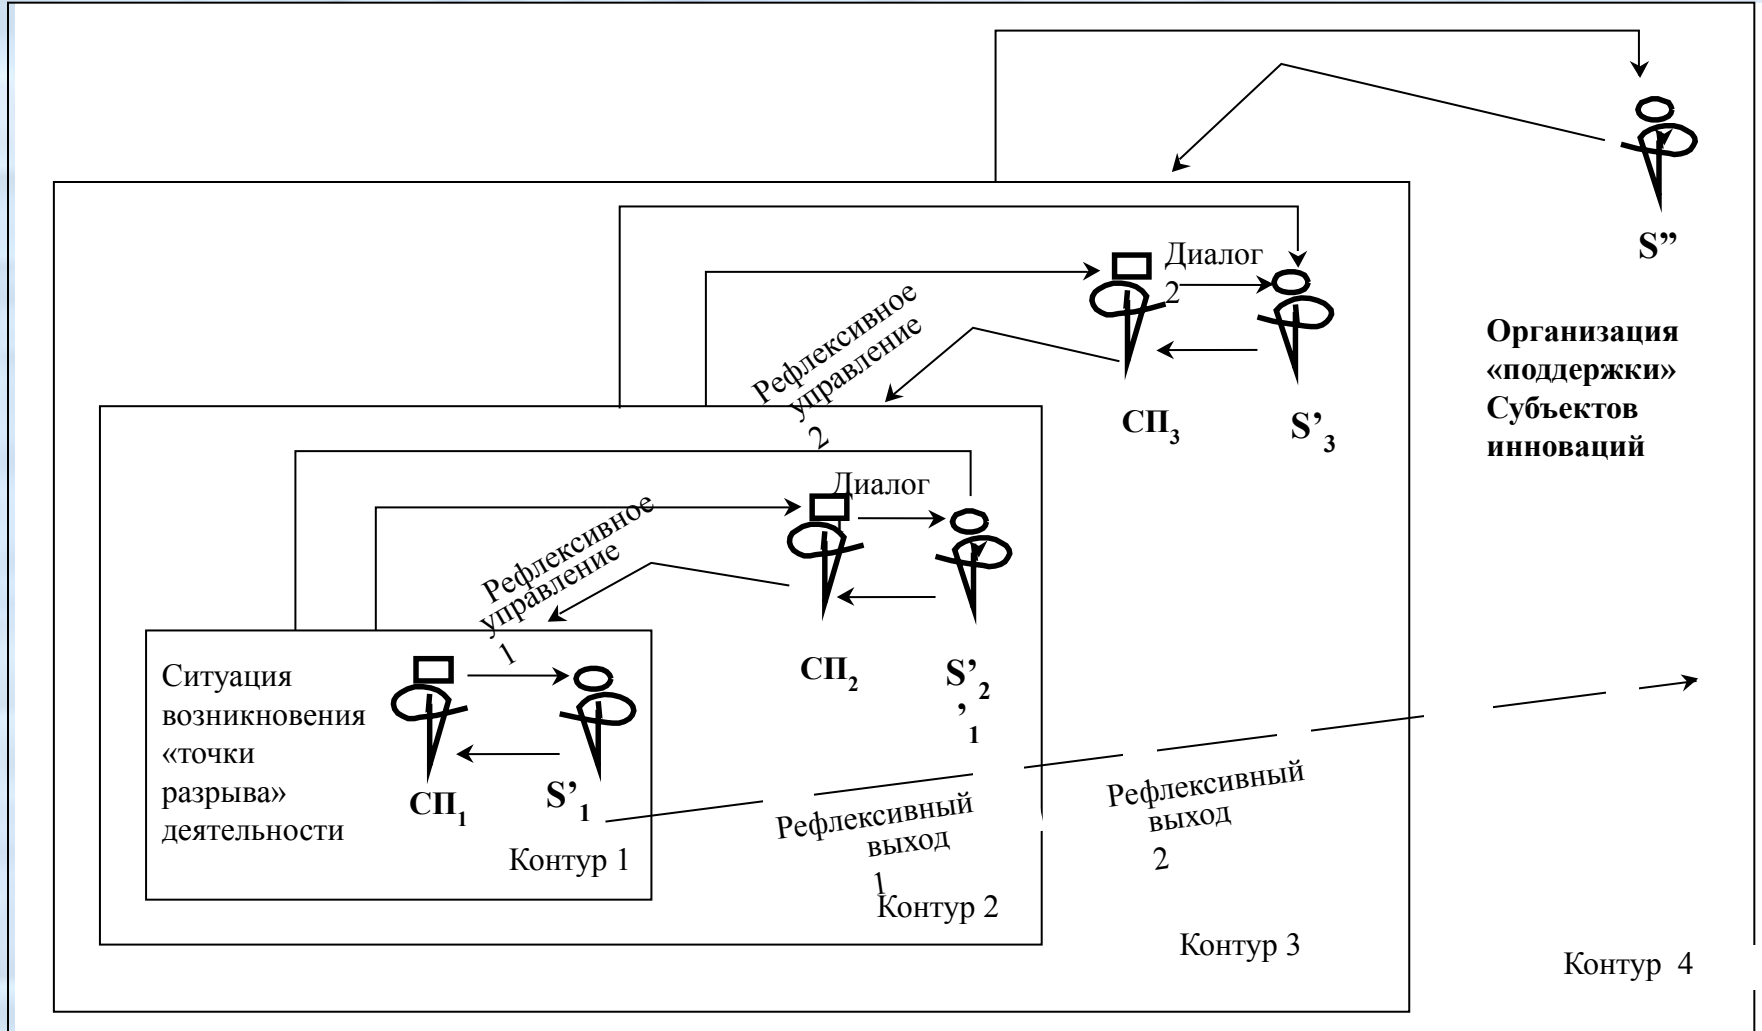 S”
Диалог
2
Организация
«поддержки»
Субъектов
инноваций
Рефлексивное
управление
2
СП3
S’3
Диалог
Рефлексивное
управление
1
СП2
S’2
’1
Ситуация
возникновения
«точки
разрыва»
деятельности
СП1
S’1
Контур 1
Рефлексивный
выход
1
Контур 2
Рефлексивный
выход
2
Контур 3
Контур 4